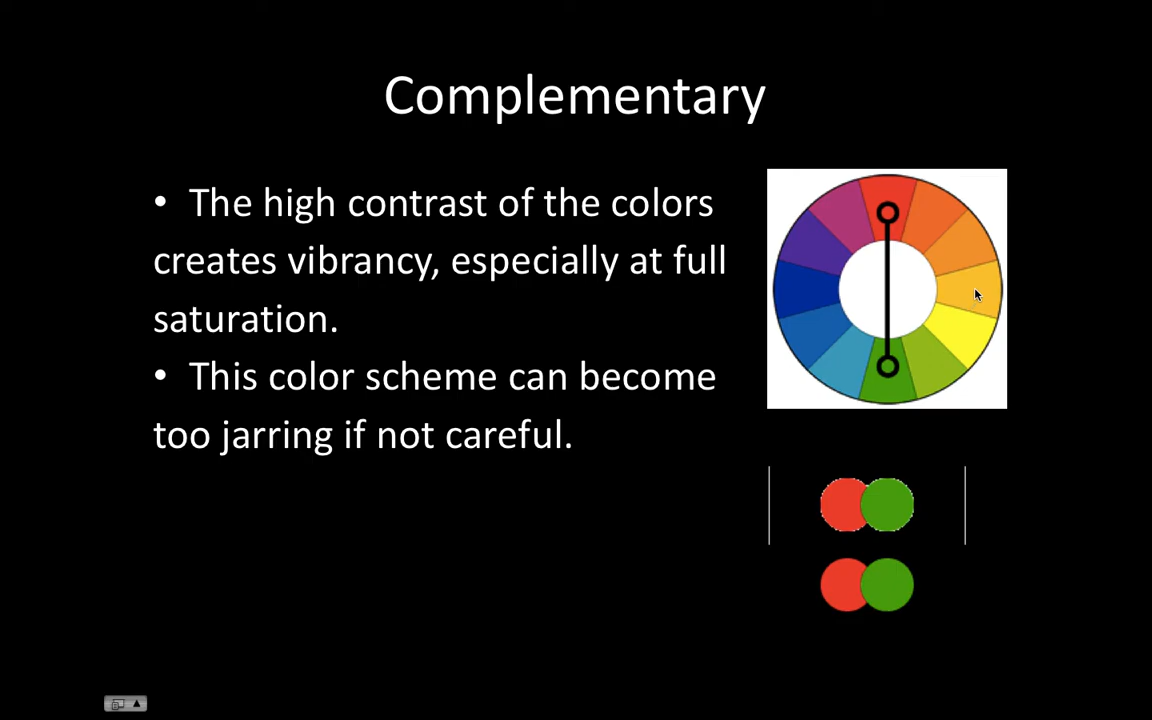 Complementary
• The high contrast of the colors
creates vibrancy, especially at full
saturation.
• This color scheme can become
too jarring if not careful.